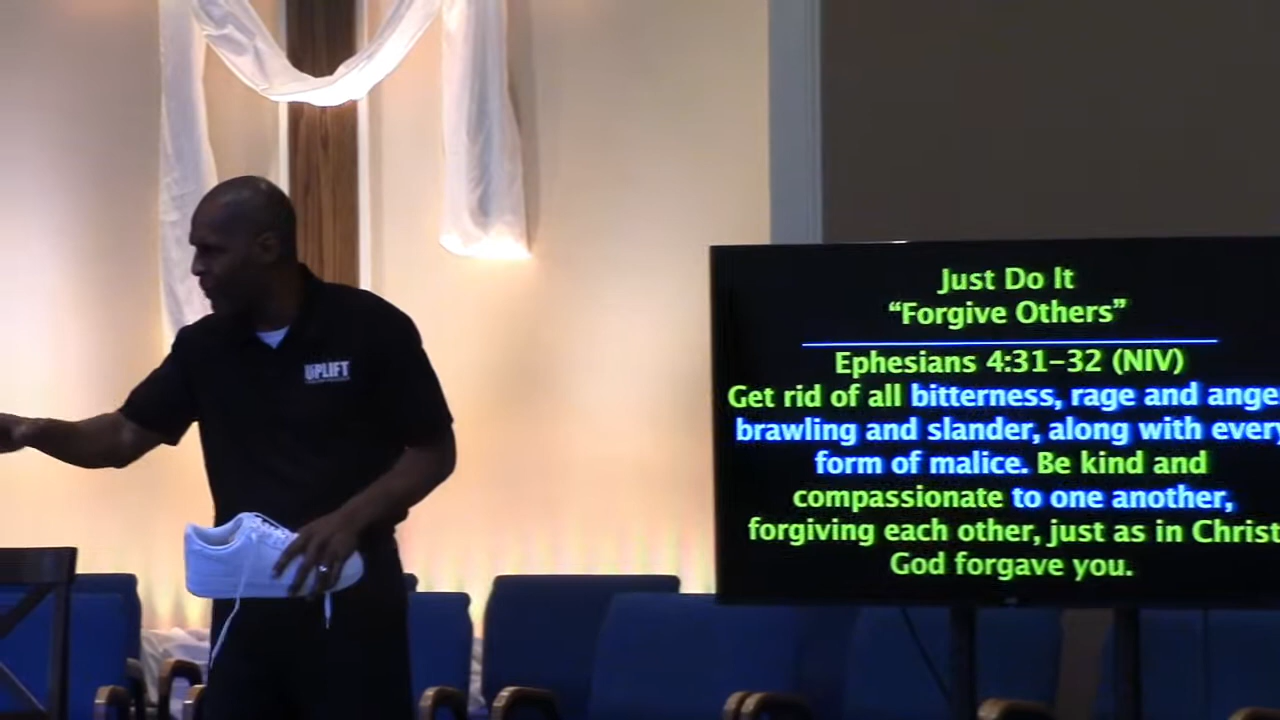 UPLIFT
Just Do It
“Forgive Others”
Ephesians 4:31-32 (NIV)
Get rid of all bitterness, rage and ange
brawling and slander, along with every
form of malice. Be kind and
compassionate to one another,
forgiving each other, just as in Christ
God forgave you.